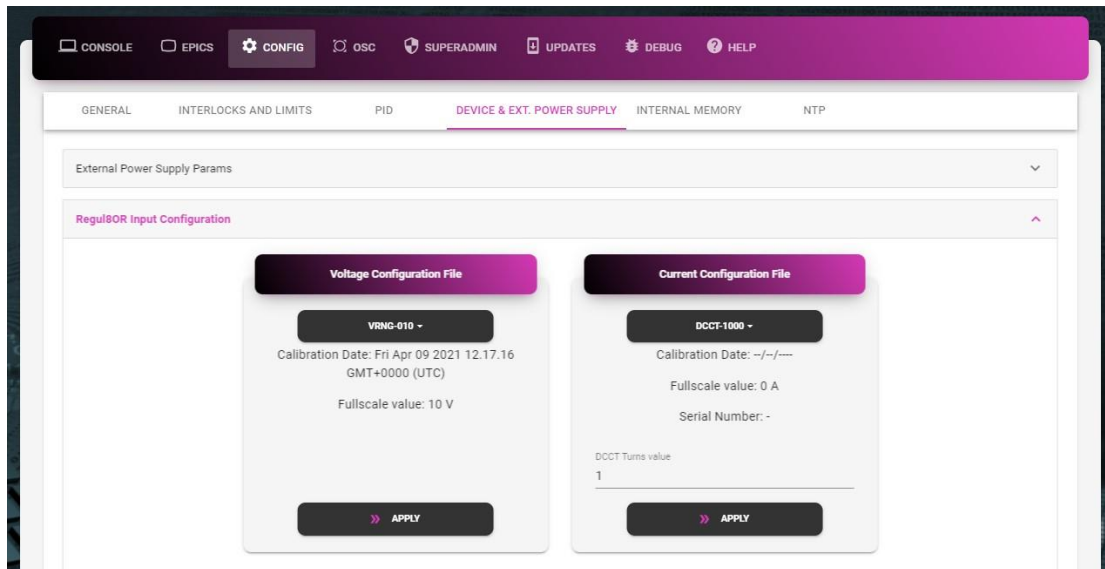 CONSOLE EPICS CONFIG OSC SUPERADMIN UPDATES DEBUG HELP
GENERAL INTERLOCKS AND LIMITS PID DEVICE & EXT. POWER SUPPLY INTERNAL MEMORY NTP
External Power Supply Params
Regul8OR Input Configuration
Voltage Configuration File
VRNG-010
Calibration Date: Fri Apr 09 2021 12.17.16
GMT+0000 (UTC)
Fullscale value: 10 V
APPLY
Current Configuration File
DCCT-1000
Calibration Date: --/--/----
Fullscale value: 0 A
Serial Number: -
DCCT Turns value
1
APPLY